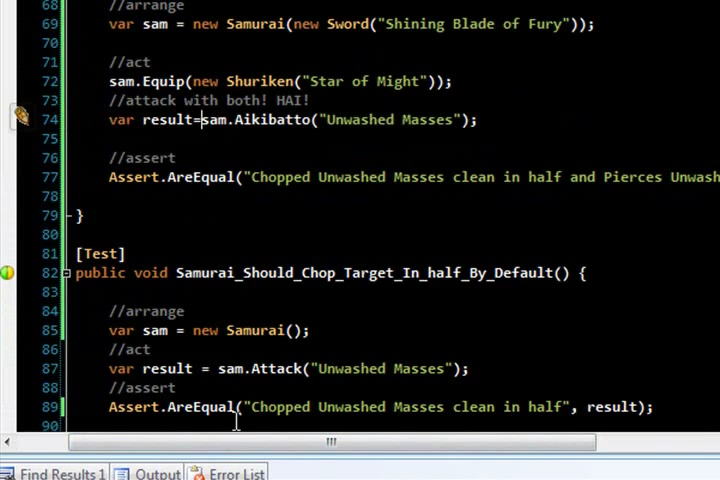 68 //arrange
69 var sam = new Samurai(new Sword("Shining Blade of Fury"));
70
71 //act
72 sam.Equip(new Shuriken("Star of Might"));
73 //attack with both! HAI!
74 var result=sam.Aikibatto("Unwashed Masses");
75
76 //assert
77 Assert.AreEqual("Chopped Unwashed Masses clean in half and Pierces Unwash
78
79 }
80
81 [Test]
82 public void Samurai_Should_Chop_Target_In_half_By_Default() {
83
84 //arrange
85 var sam = new Samurai();
86 //act
87 var result = sam.Attack("Unwashed Masses");
88 //assert
89 Assert.AreEqual("Chopped Unwashed Masses clean in half", result);
90
Find Results 1 Output Error List